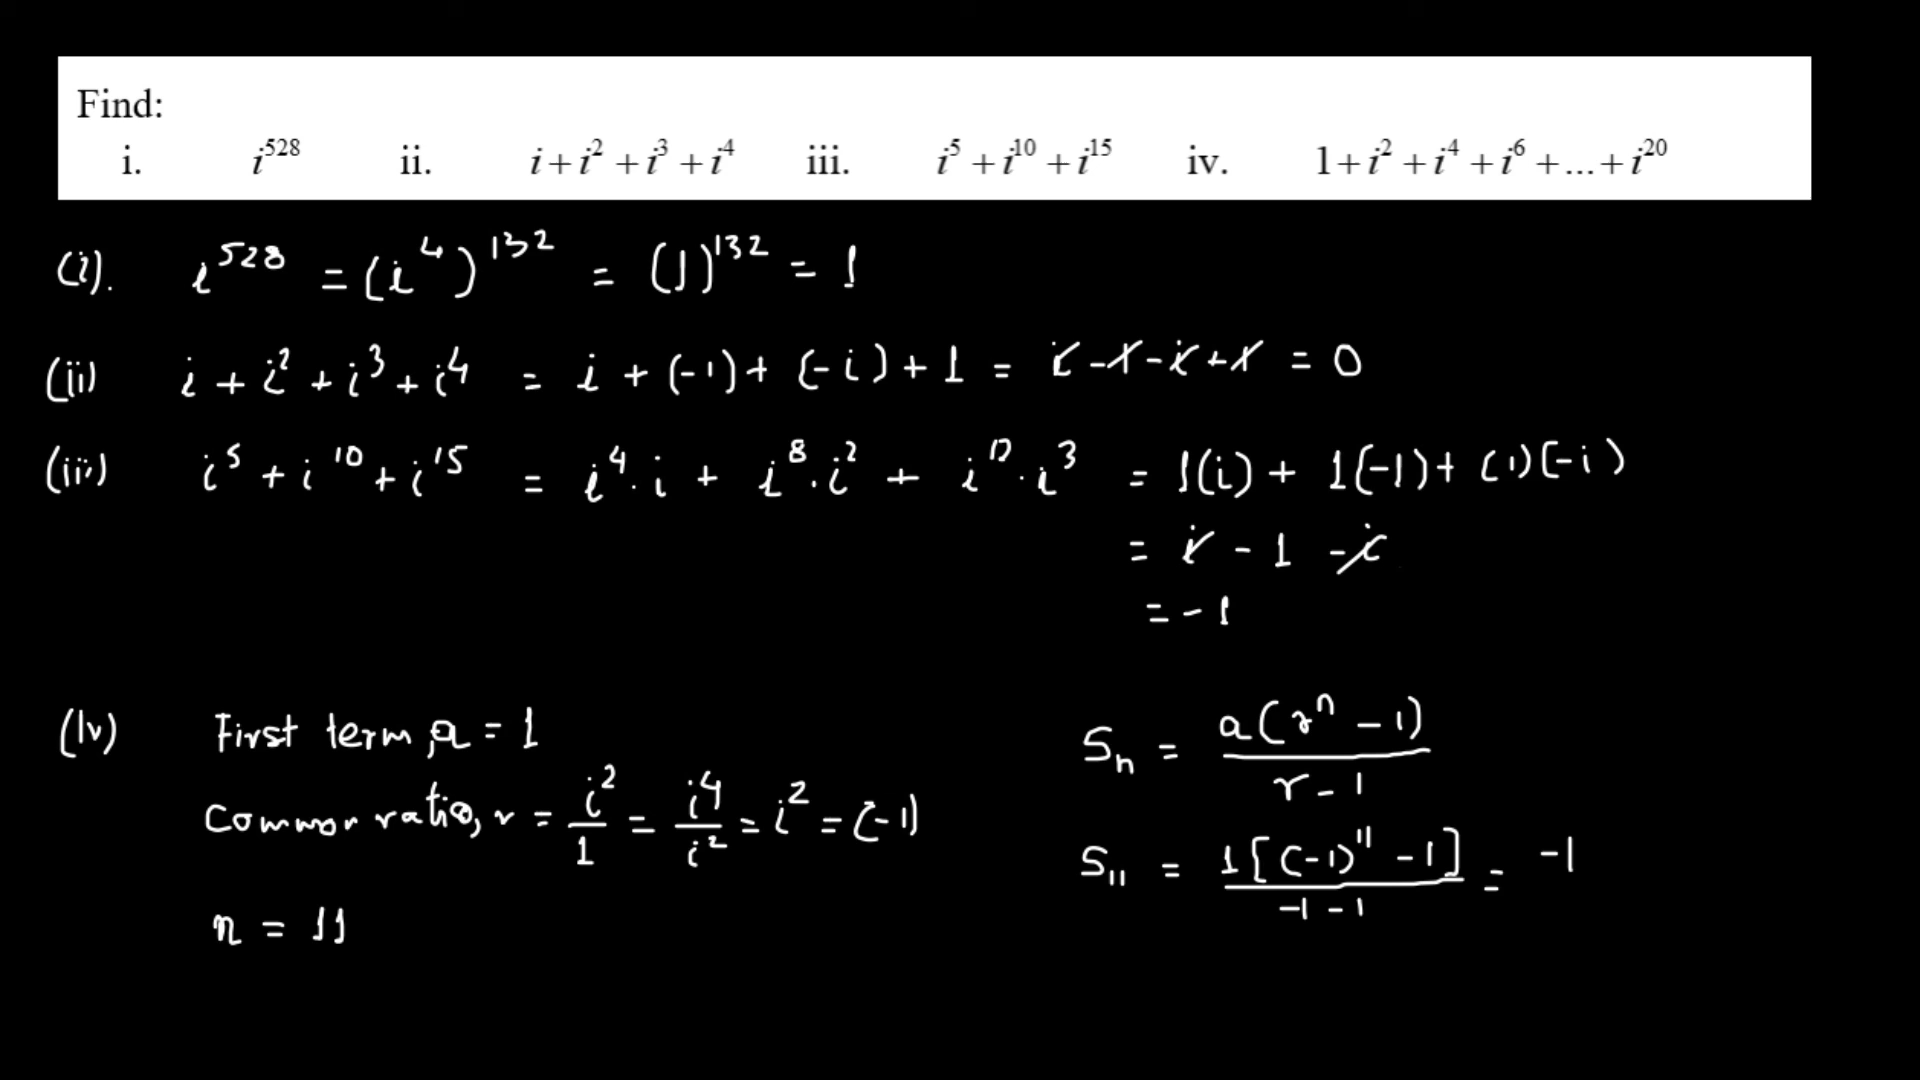 Find:
i. i^528 ii. i+i^2+i^3+i^4 iii. i^5+i^10+i^15 iv. 1+i^2+i^4+i^6+...+i^20
(i). i^528 = (i^4)^132 = (1)^132 = 1
(ii) i + i^2 + i^3 + i^4 = i + (-1) + (-i) + 1 = i - 1 - i + 1 = 0
(iii) i^5 + i^10 + i^15 = i^4 . i + i^8 . i^2 + i^12 . i^3 = 1(i) + 1(-1) + (1)(-i)
= i - 1 - i
= -1
(iv) First term, a = 1
Common ratio, r = i^2/1 = i^4/i^2 = i^2 = (-1)
n = 11
Sn = a(r^n - 1)/r - 1
S11 = 1[(-1)^11 - 1]/-1 - 1 = -1